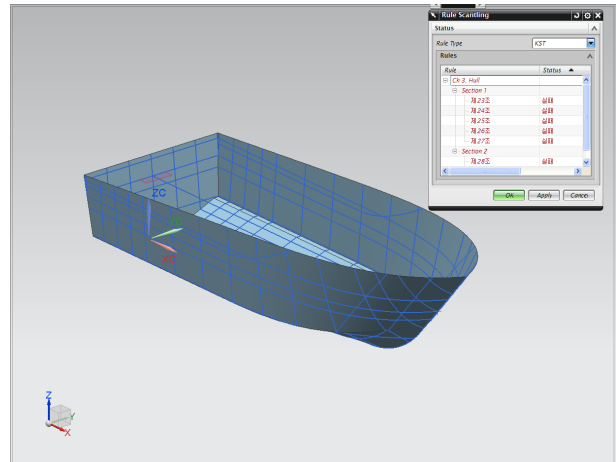 Rule Scantling
Status
Rule Type KST
Rules
Rule Status
Ch 3. Hull
Section 1
제23조 실패
제24조 실패
제25조 실패
제26조 실패
제27조 실패
Section 2
제28조 실패
OK Apply Cancel
ZC
XC
Z
Y
X